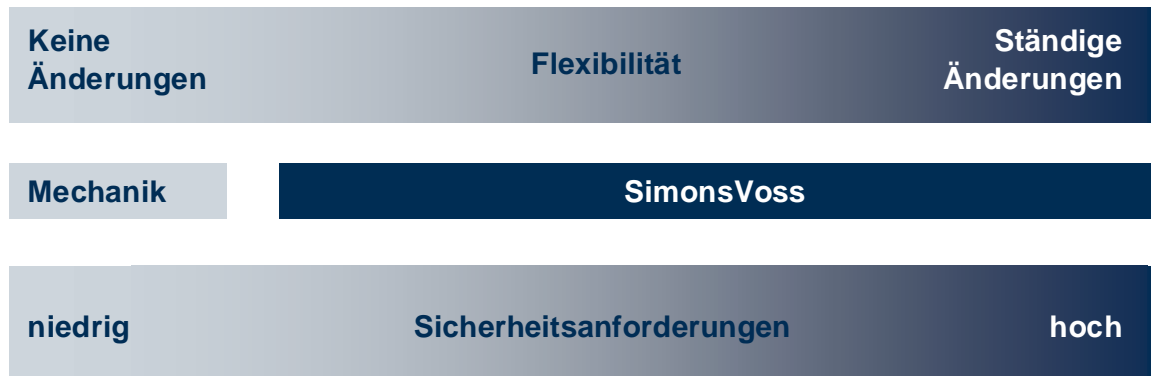 Keine
Änderungen
Flexibilität
Ständige
Änderungen
Mechanik
SimonsVoss
niedrig
Sicherheitsanforderungen
hoch